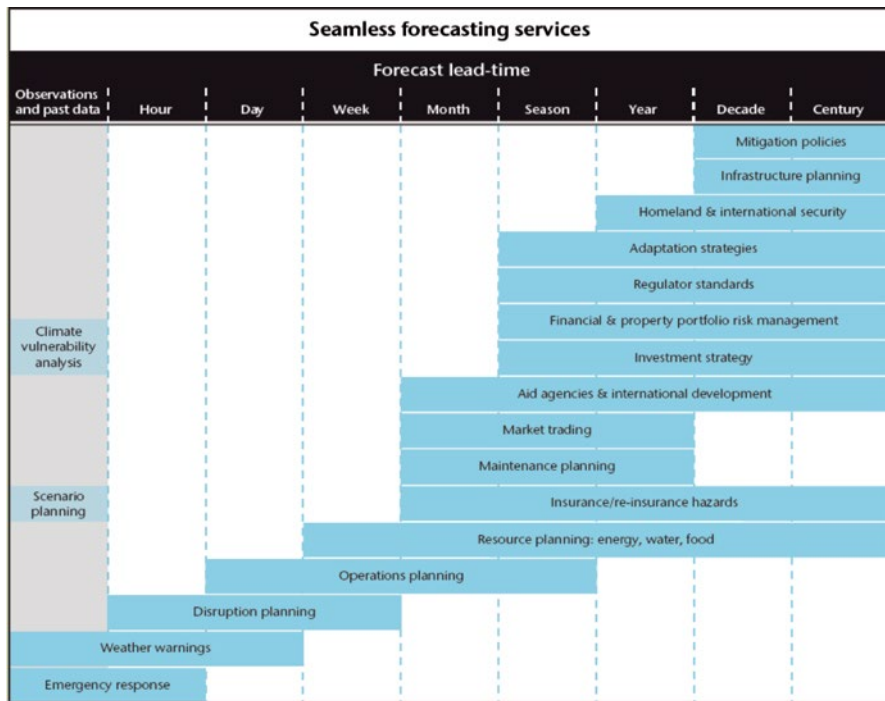 Seamless forecasting services
Forecast lead-time
Observations
and past data
Hour
Day
Week
Month
Season
Year
Decade
Century
Mitigation policies
Infrastructure planning
Homeland & international security
Adaptation strategies
Regulator standards
Financial & property portfolio risk management
Climate
vulnerability
analysis
Investment strategy
Aid agencies & international development
Market trading
Maintenance planning
Scenario
planning
Insurance/re-insurance hazards
Resource planning: energy, water, food
Operations planning
Disruption planning
Weather warnings
Emergency response